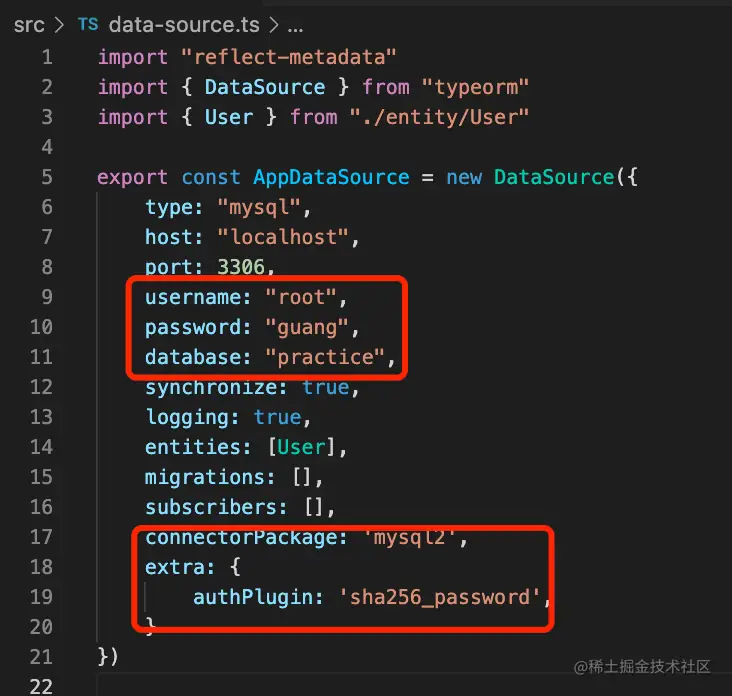 src > TS data-source.ts > ...
1 import "reflect-metadata"
2 import { DataSource } from "typeorm"
3 import { User } from "./entity/User"
4
5 export const AppDataSource = new DataSource({
6     type: "mysql",
7     host: "localhost",
8     port: 3306,
9     username: "root",
10     password: "guang",
11     database: "practice",
12     synchronize: true,
13     logging: true,
14     entities: [User],
15     migrations: [],
16     subscribers: [],
17     connectorPackage: 'mysql2',
18     extra: {
19         authPlugin: 'sha256_password',
20     }
21 })
22
@稀土掘金技术社区